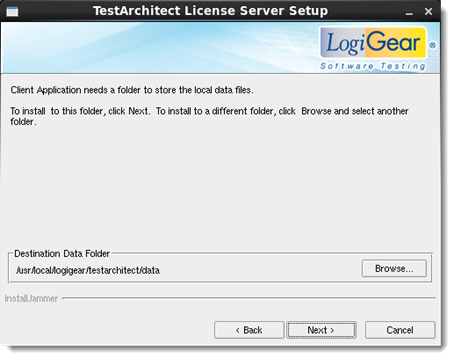 TestArchitect License Server Setup
LogiGear®
Software Testing
Client Application needs a folder to store the local data files.
To install to this folder, click Next. To install to a different folder, click Browse and select another
folder.
Destination Data Folder
/usr/local/logigear/testarchitect/data
Browse...
InstallJammer
< Back
Next >
Cancel